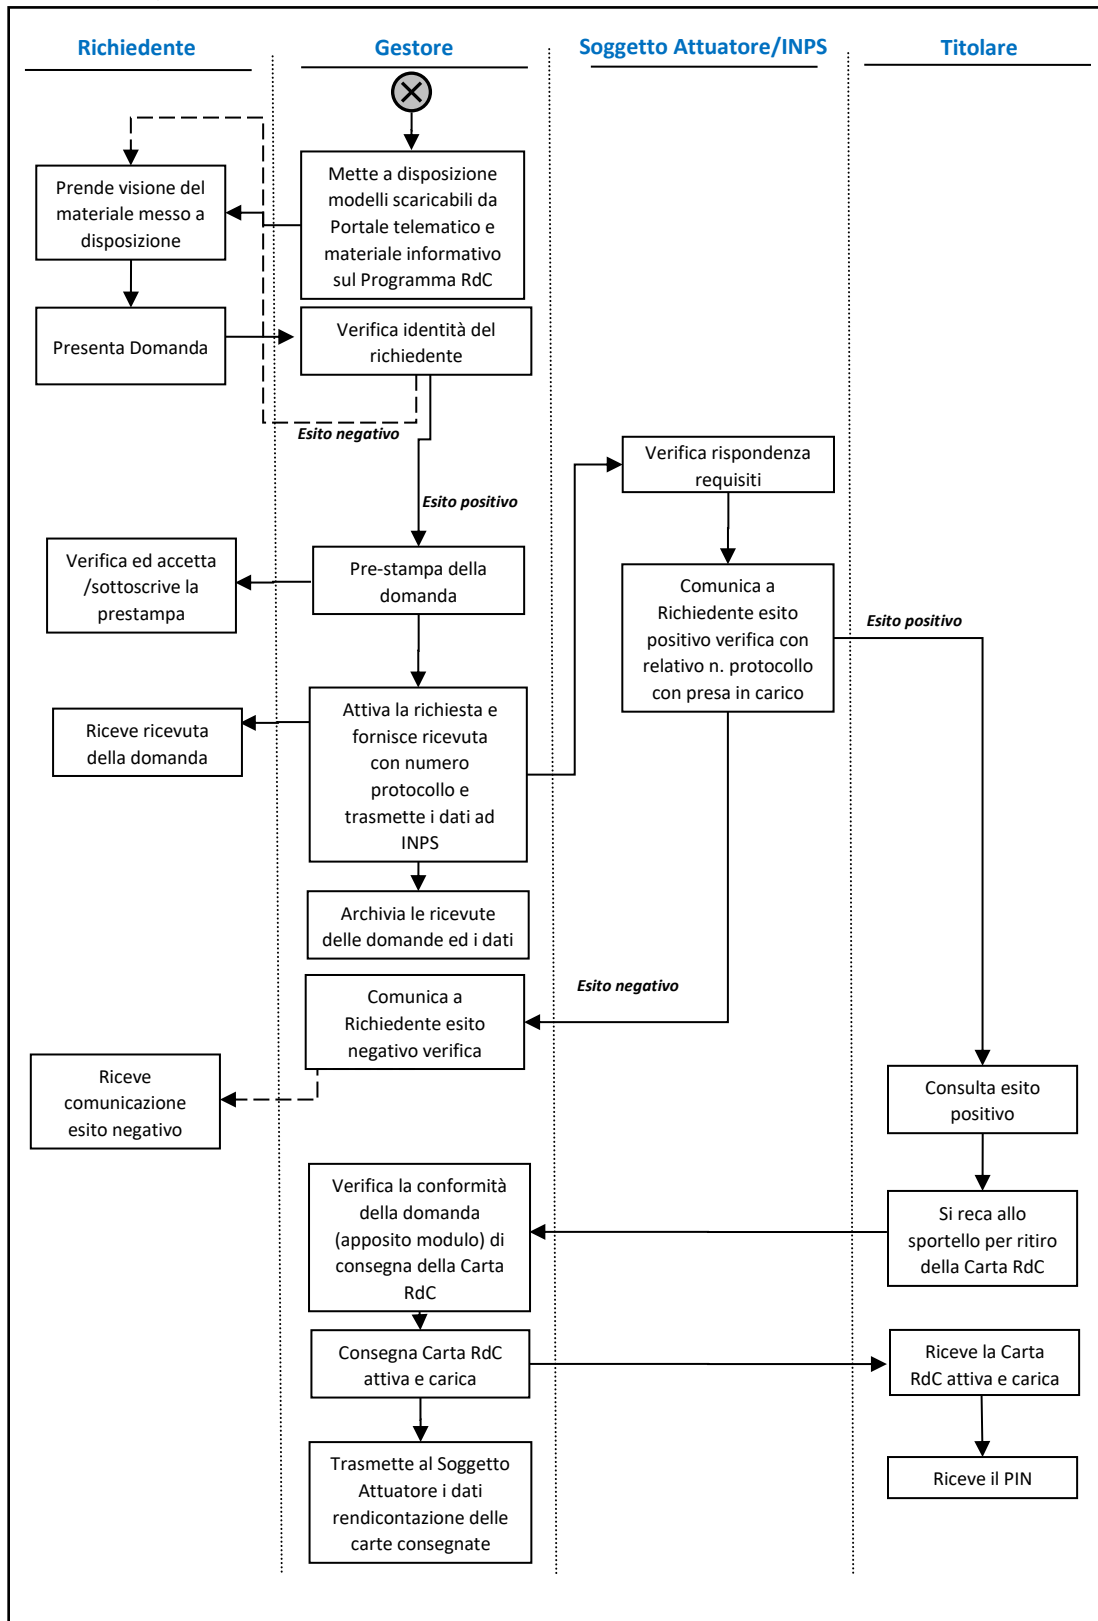 Richiedente
Gestore
Soggetto Attuatore/INPS
Titolare
Mette a disposizione
modelli scaricabili da
Portale telematico e
materiale informativo
sul Programma RdC
Prende visione del
materiale messo a
disposizione
Presenta Domanda
Verifica identità del
richiedente
Esito negativo
Esito positivo
Verifica rispondenza
requisiti
Pre-stampa della
domanda
Verifica ed accetta
/sottoscrive la
prestampa
Comunica a
Richiedente esito
positivo verifica con
relativo n. protocollo
con presa in carico
Esito positivo
Attiva la richiesta e
fornisce ricevuta
con numero
protocollo e
trasmette i dati ad
INPS
Riceve ricevuta
della domanda
Archivia le ricevute
delle domande ed i dati
Esito negativo
Comunica a
Richiedente esito
negativo verifica
Riceve
comunicazione
esito negativo
Consulta esito
positivo
Si reca allo
sportello per ritiro
della Carta RdC
Verifica la conformità
della domanda
(apposito modulo) di
consegna della Carta
RdC
Consegna Carta RdC
attiva e carica
Riceve la Carta
RdC attiva e carica
Riceve il PIN
Trasmette al Soggetto
Attuatore i dati
rendicontazione delle
carte consegnate